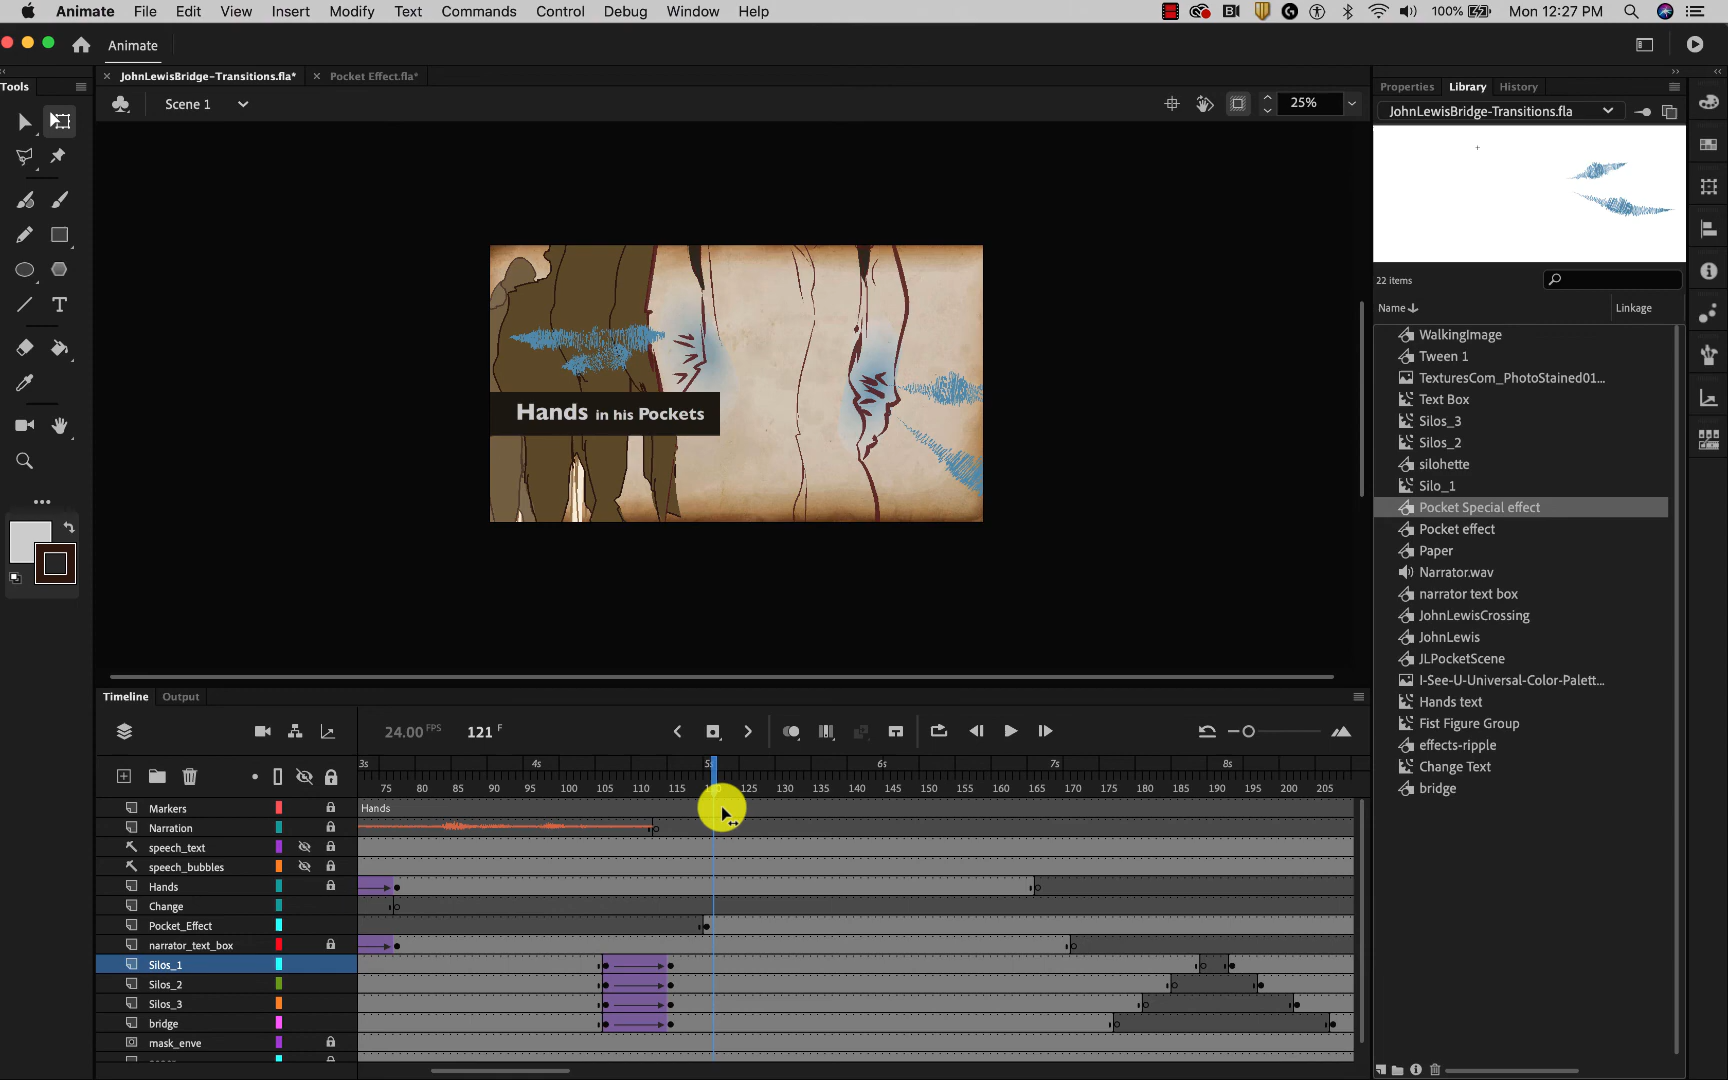 Animate File Edit View Insert Modify Text Commands Control Debug Window Help 100% Mon 12:27 PM
Animate
Tools
JohnLewisBridge-Transitions.fla* Pocket Effect.fla*
Properties Library History
Scene 1 25%
JohnLewisBridge-Transitions.fla
22 items
Name Linkage
WalkingImage
Tween 1
TexturesCom_PhotoStained01...
Text Box
Silos_3
Silos_2
silohette
Silo_1
Pocket Special effect
Pocket effect
Paper
Narrator.wav
narrator text box
JohnLewisCrossing
JohnLewis
JLPocketScene
I-See-U-Universal-Color-Palett...
Hands text
Fist Figure Group
effects-ripple
Change Text
bridge
Hands in his Pockets
Timeline Output
24.00 FPS 121 F
3s 4s 5s 6s 7s 8s
75 80 85 90 95 100 105 110 115 120 125 130 135 140 145 150 155 160 165 170 175 180 185 190 195 200 205
Markers Hands
Narration
speech_text
speech_bubbles
Hands
Change
Pocket_Effect
narrator_text_box
Silos_1
Silos_2
Silos_3
bridge
mask_enve